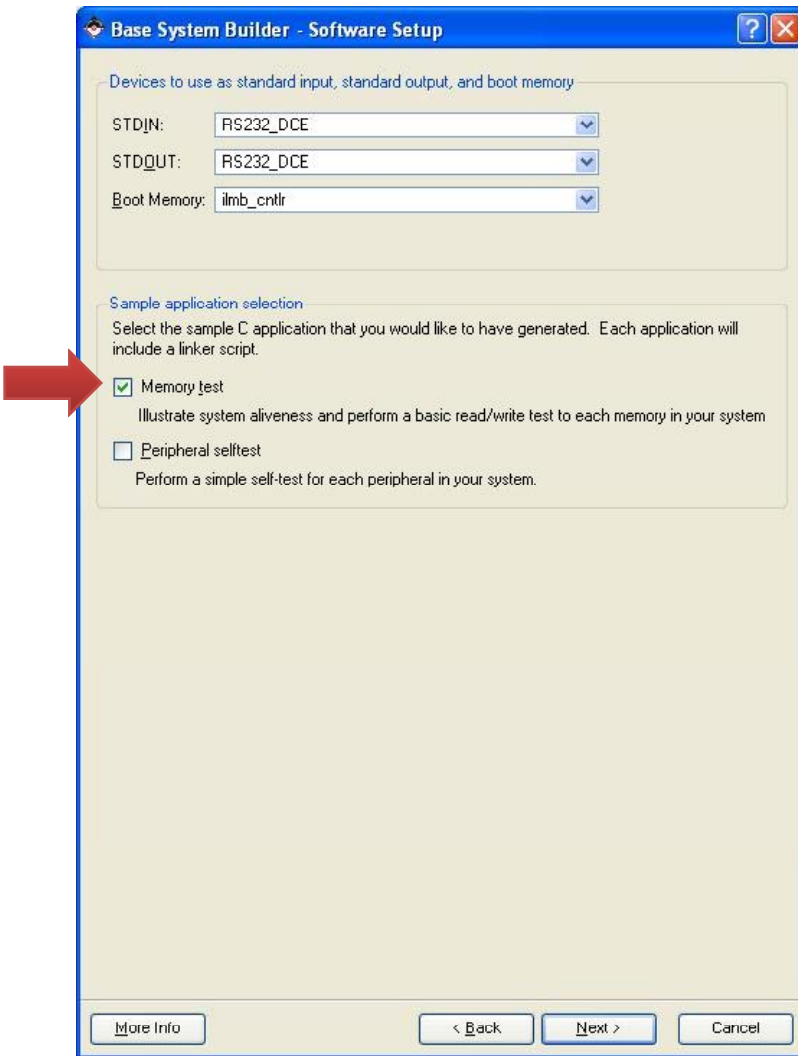 Base System Builder - Software Setup
Devices to use as standard input, standard output, and boot memory
STDIN: RS232_DCE
STDOUT: RS232_DCE
Boot Memory: ilmb_cntlr
Sample application selection
Select the sample C application that you would like to have generated. Each application will
include a linker script.
Memory test
Illustrate system aliveness and perform a basic read/write test to each memory in your system
Peripheral selftest
Perform a simple self-test for each peripheral in your system.
More Info < Back Next > Cancel